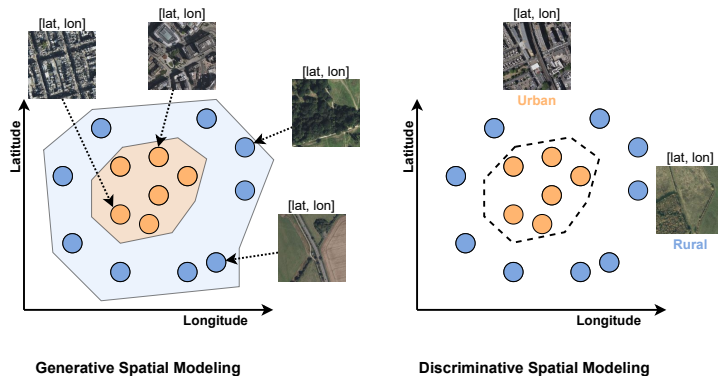 [lat, lon]
[lat, lon]
[lat, lon]
[lat, lon]
Latitude
Longitude
Generative Spatial Modeling
[lat, lon]
Urban
[lat, lon]
Rural
Latitude
Longitude
Discriminative Spatial Modeling